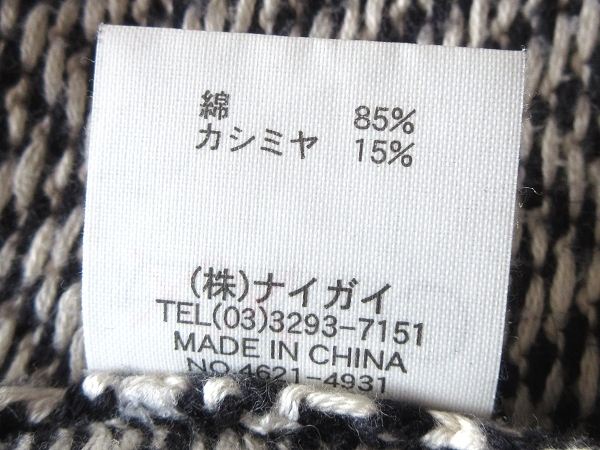 綿 85%
カシミヤ 15%
(株)ナイガイ
TEL(03)3293-7151
MADE IN CHINA
NO.4621-4931